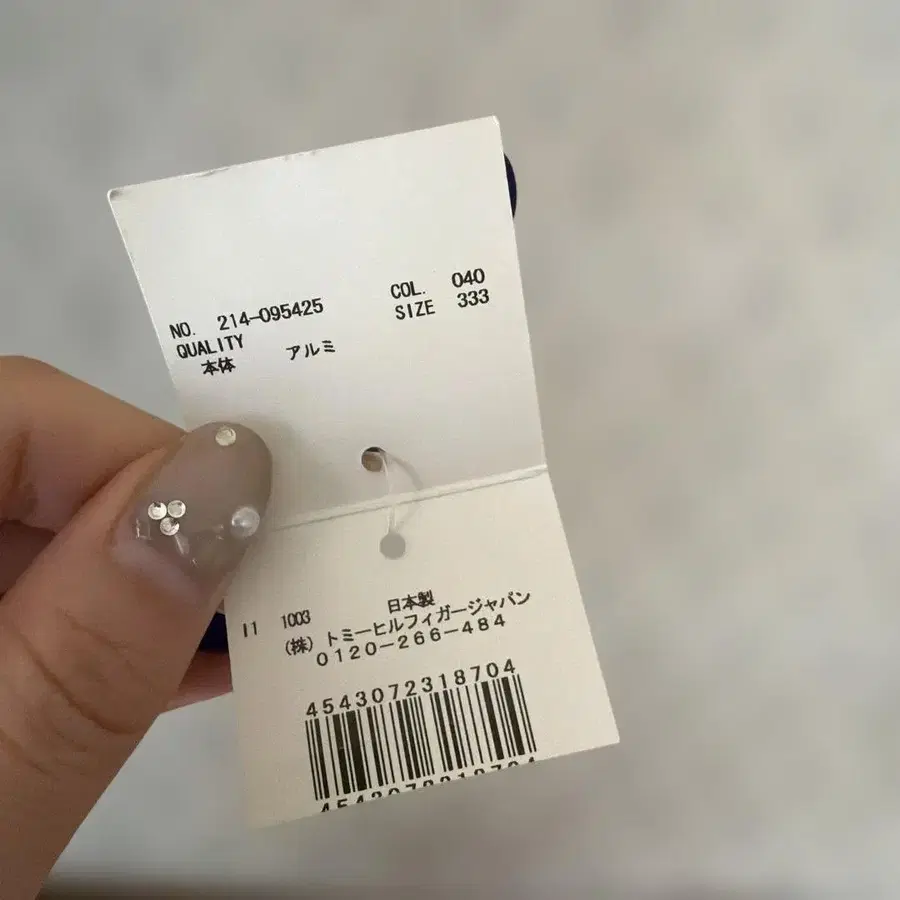 NO. 214-095425 COL. 040
QUALITY SIZE 333
本体 アルミ
I1 1003 日本製
(株) トミーヒルフィガージャパン
0120-266-484
4543072318704
4543072318704